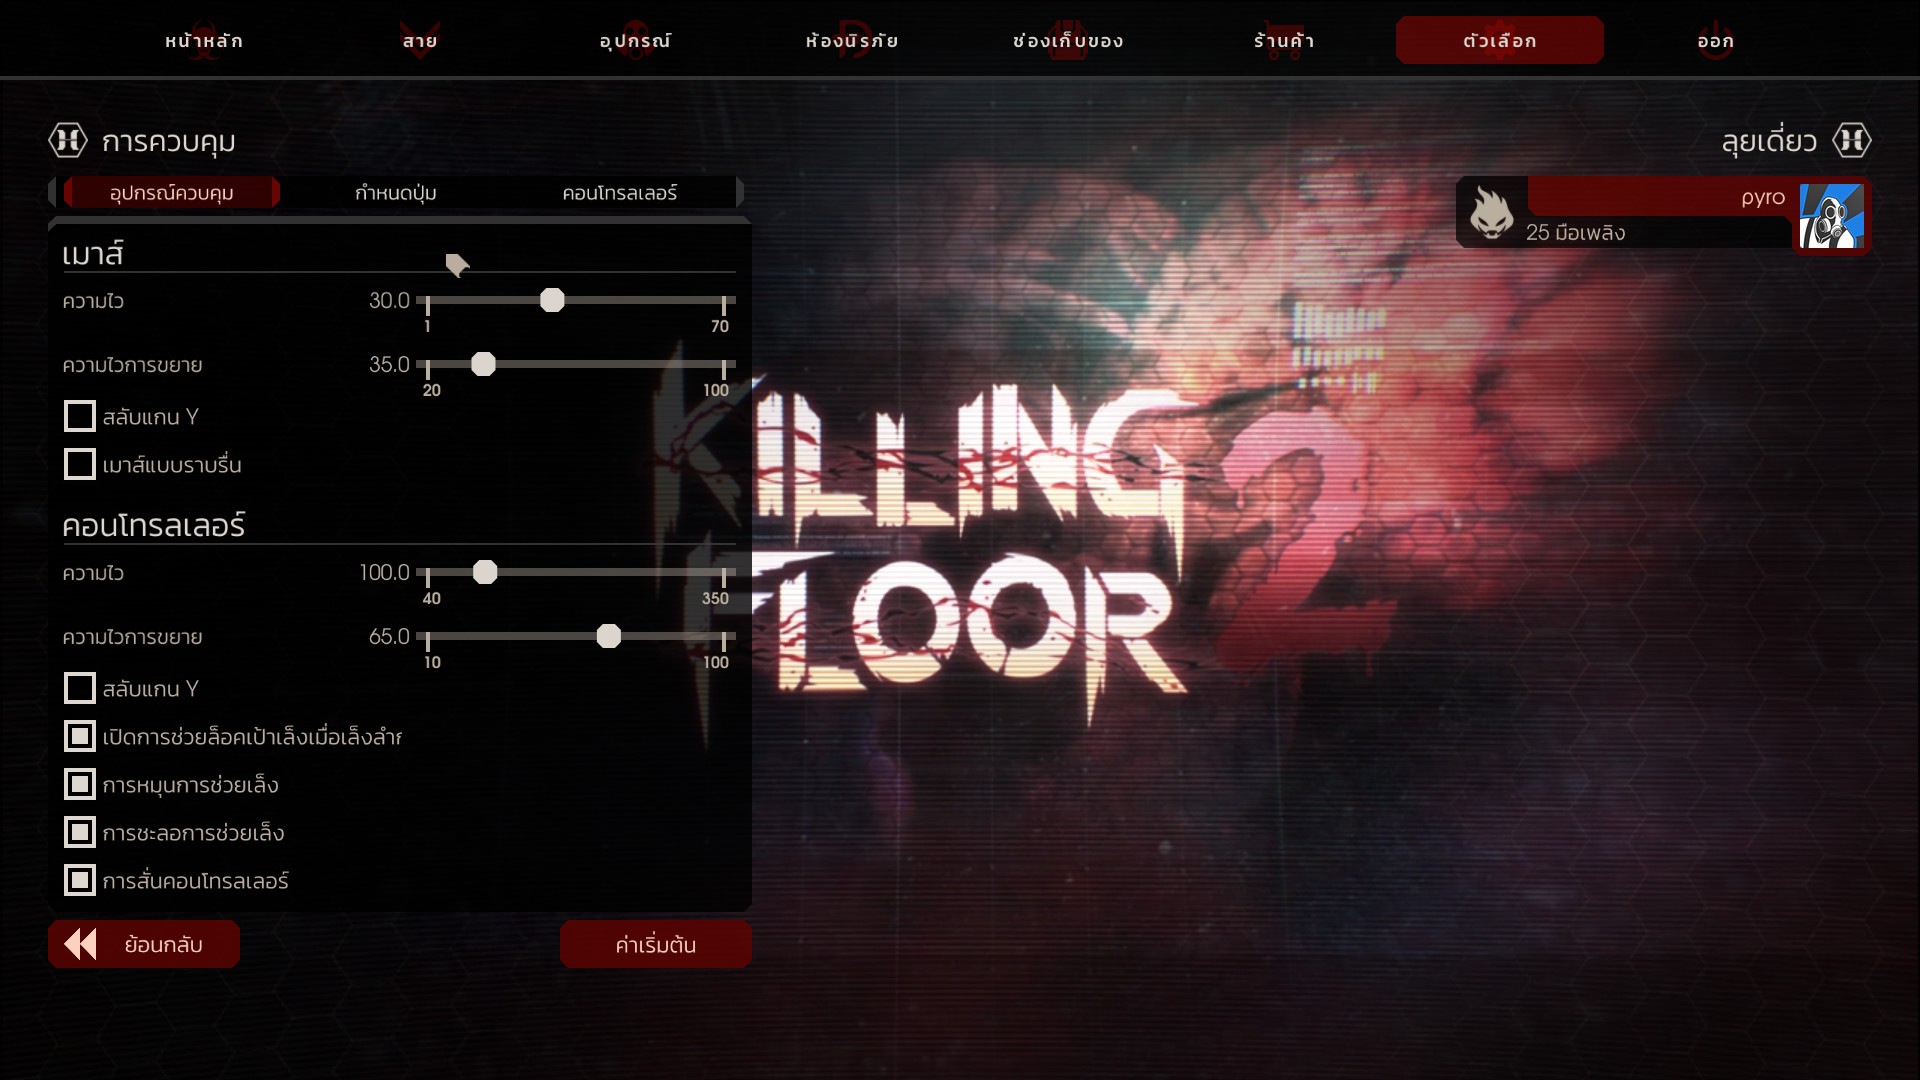 หน้าหลัก
สาย
อุปกรณ์
ห้องนิรภัย
ช่องเก็บของ
ร้านค้า
ตัวเลือก
ออก
การควบคุม
อุปกรณ์ควบคุม
กำหนดปุ่ม
คอนโทรลเลอร์
เมาส์
ความไว 30.0
1 70
ความไวการขยาย 35.0
20 100
สลับแกน Y
เมาส์แบบราบรื่น
คอนโทรลเลอร์
ความไว 100.0
40 350
ความไวการขยาย 65.0
10 100
สลับแกน Y
เปิดการช่วยล็อคเป้าเล็งเมื่อเล็งลำก
การหมุนการช่วยเล็ง
การชะลอการช่วยเล็ง
การสั่นคอนโทรลเลอร์
ย้อนกลับ
ค่าเริ่มต้น
KILLING
FLOOR 2
ลุยเดี่ยว
pyro
25 มือเพลิง